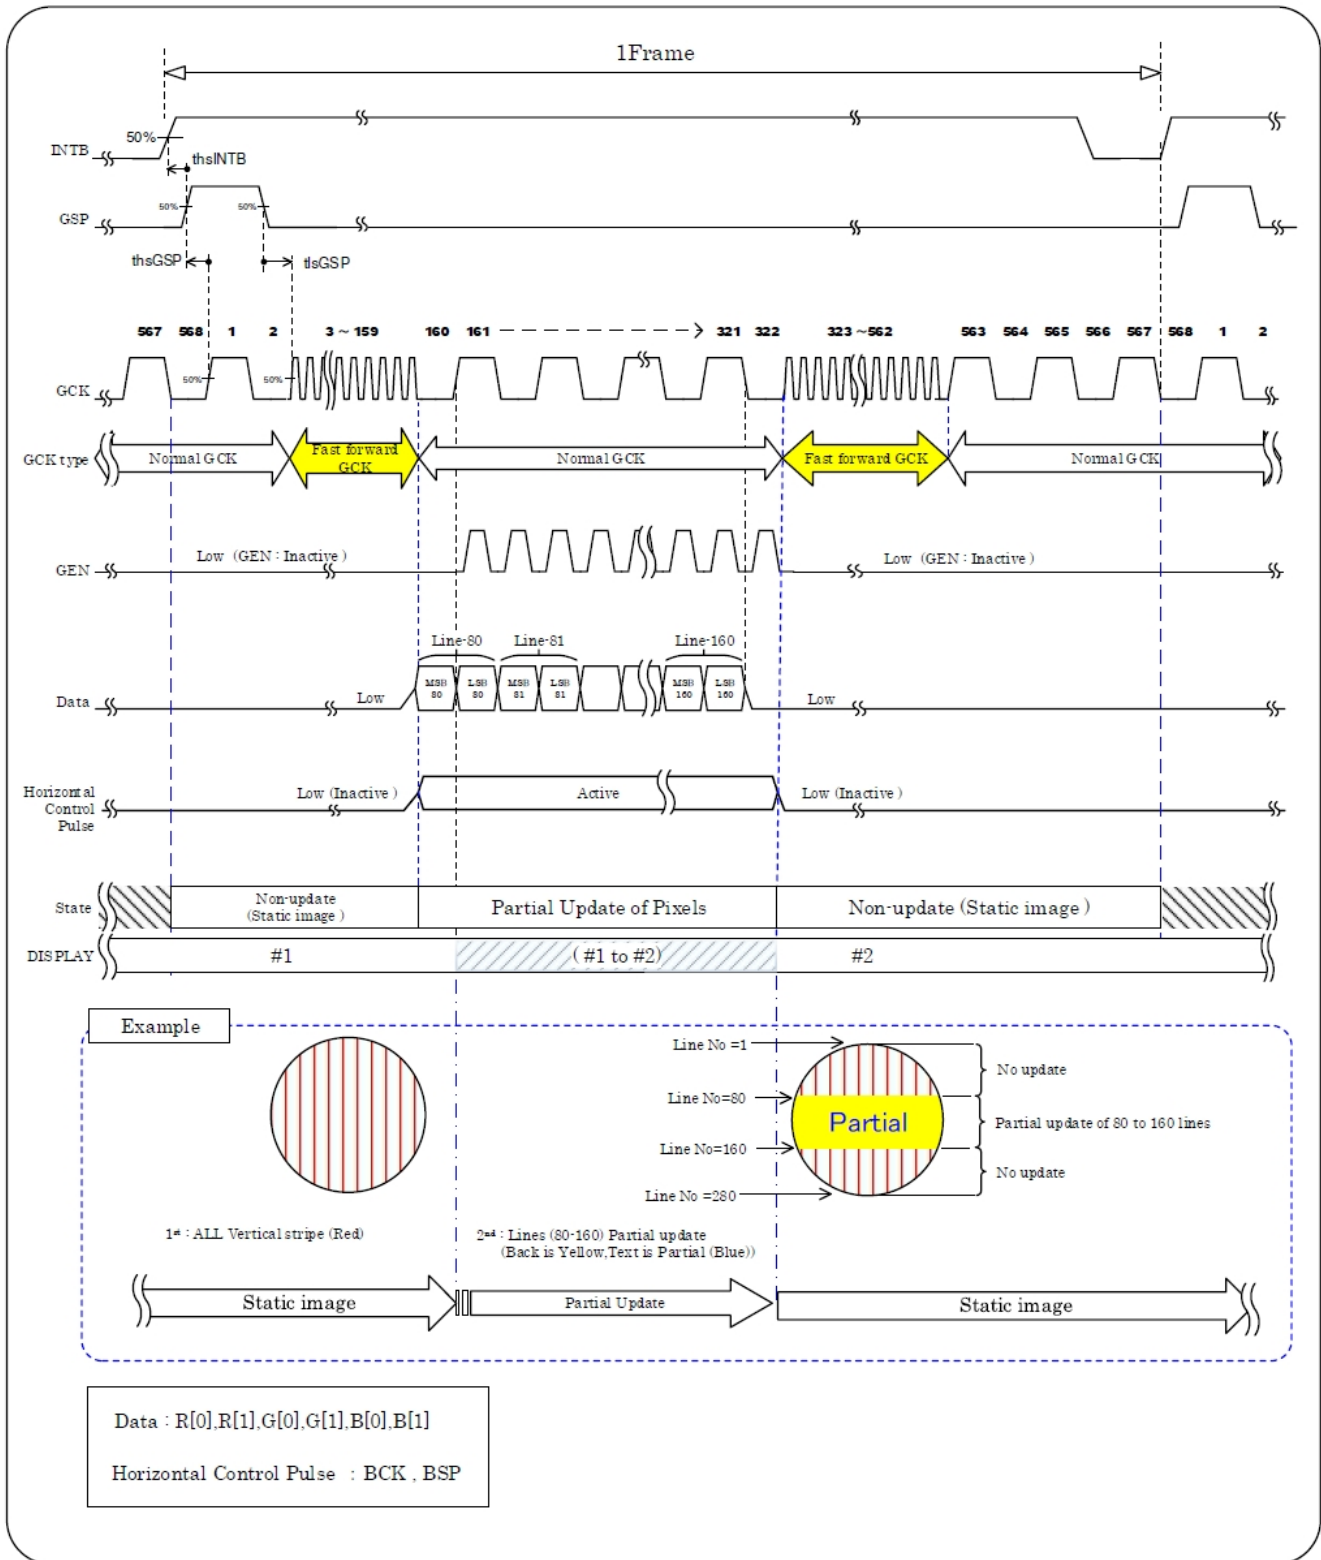 1Frame
50%
INTB
thsINTB
50%
50%
GSP
thsGSP
tlsGSP
567 568 1 2 3 ~ 159 160 161 321 322 323 ~562 563 564 565 566 567 568 1 2
50%
50%
GCK
GCK type
Normal GCK
Fast forward
GCK
Normal GCK
Fast forward GCK
Normal GCK
Low (GEN : Inactive )
Low (GEN : Inactive )
GEN
Line-80
Line-81
Line-160
MSB
80
LSB
80
MSB
81
LSB
81
MSB
160
LSB
160
Data
Low
Low
Horizontal
Control
Pulse
Low (Inactive )
Active
Low (Inactive )
State
Non-update
(Static image )
Partial Update of Pixels
Non-update (Static image )
DISPLAY
#1
( #1 to #2)
#2
Example
Line No =1
Line No=80
Line No=160
Line No =280
Partial
No update
Partial update of 80 to 160 lines
No update
1st : ALL Vertical stripe (Red)
2nd : Lines (80-160) Partial update
(Back is Yellow,Text is Partial (Blue))
Static image
Partial Update
Static image
Data : R[0],R[1],G[0],G[1],B[0],B[1]
Horizontal Control Pulse : BCK , BSP